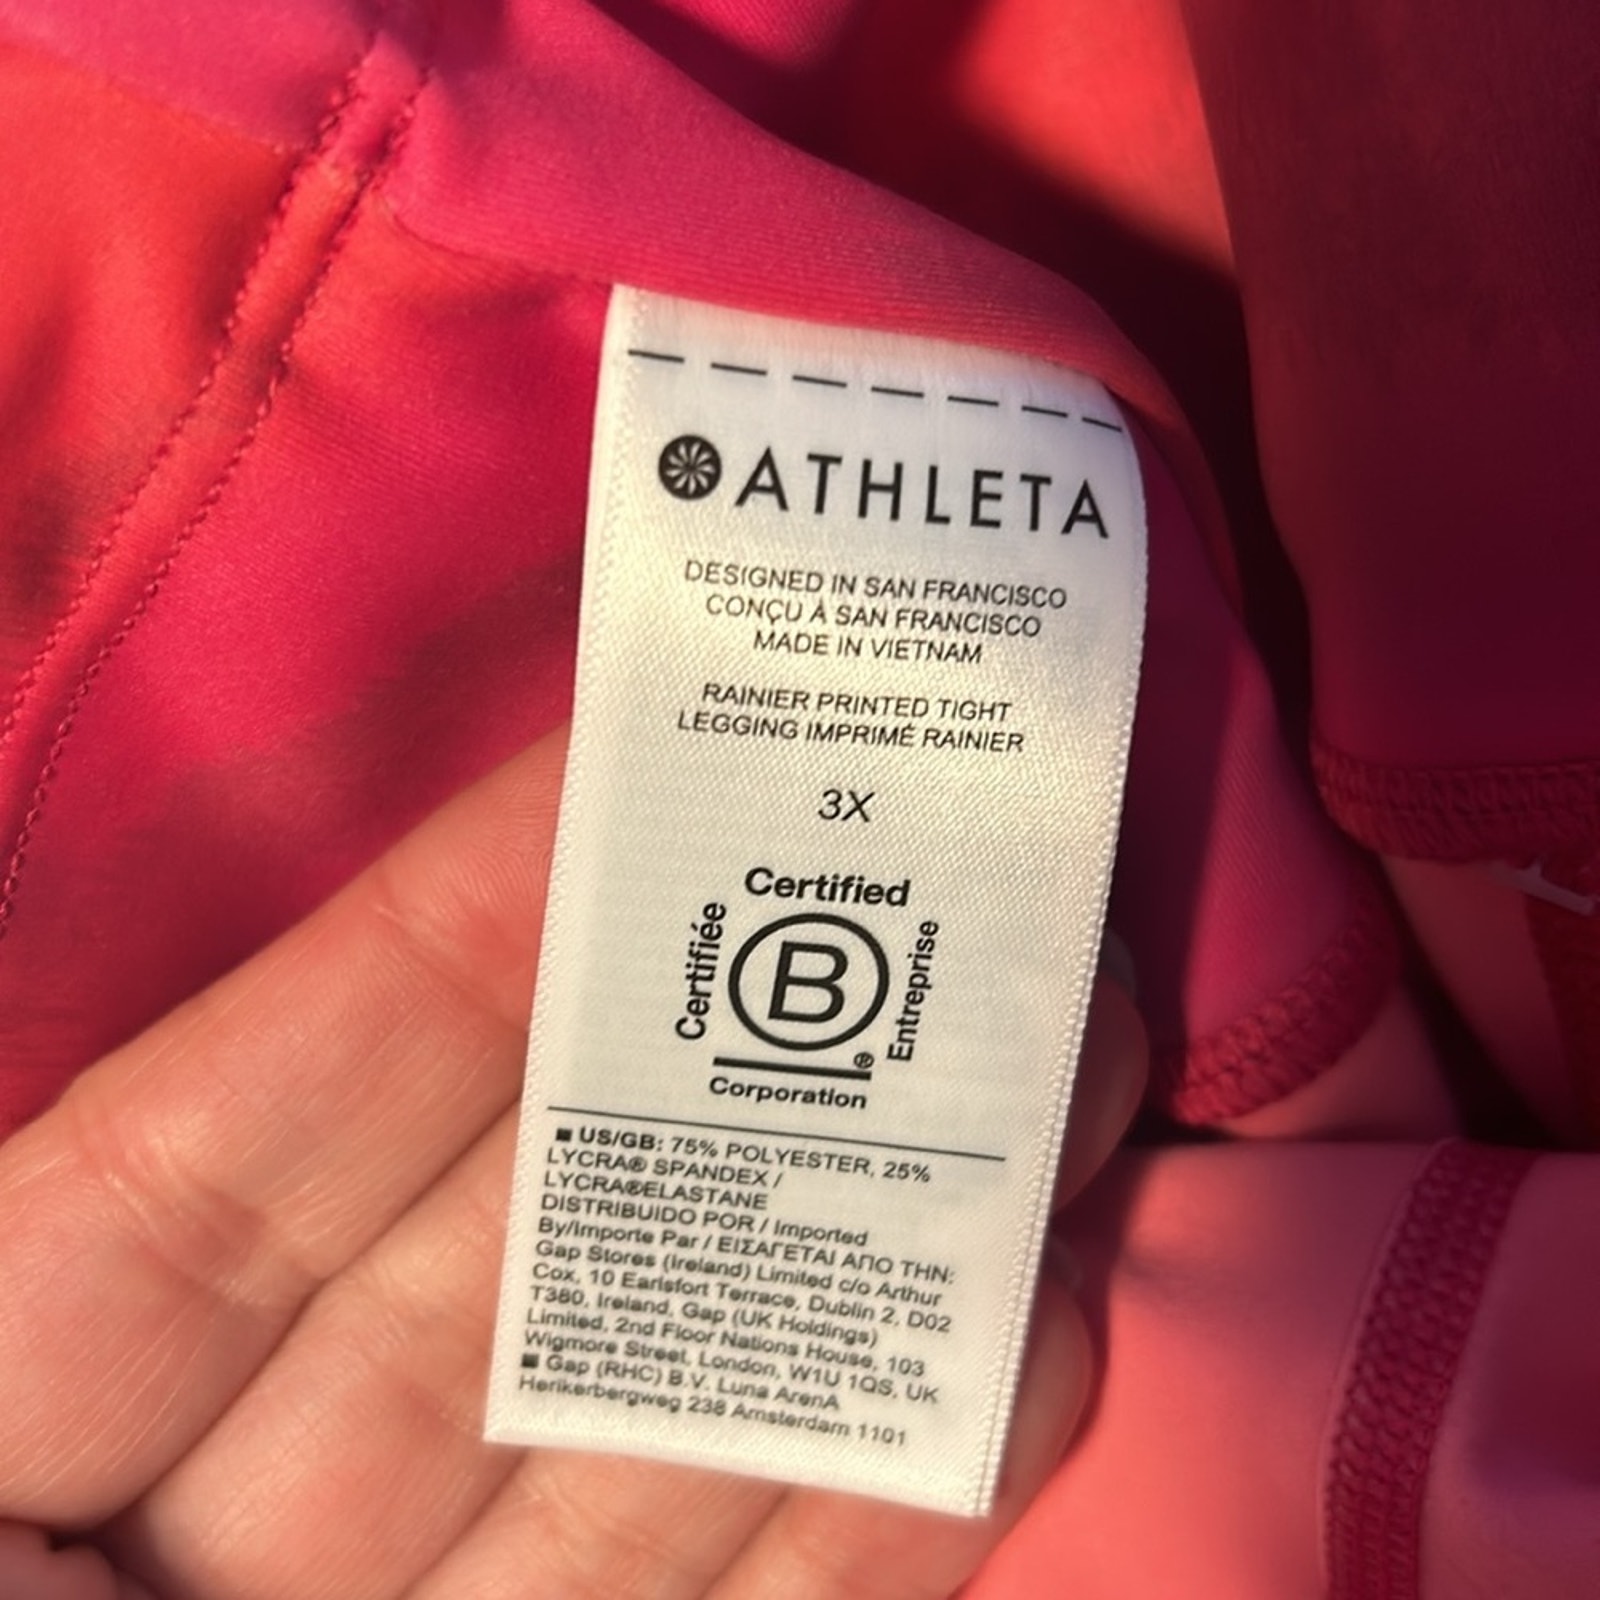 ATHLETA
DESIGNED IN SAN FRANCISCO
CONÇU À SAN FRANCISCO
MADE IN VIETNAM
RAINIER PRINTED TIGHT
LEGGING IMPRIMÉ RAINIER
3X
Certified
Certifiée
B
Entreprise
®
Corporation
US/GB: 75% POLYESTER, 25%
LYCRA® SPANDEX /
LYCRA®ELASTANE
DISTRIBUIDO POR / Imported
By/Importe Par / ΕΙΣΑΓΕΤΑΙ ΑΠΟ ΤΗΝ:
Gap Stores (Ireland) Limited c/o Arthur
Cox, 10 Earlsfort Terrace, Dublin 2, D02
T380, Ireland, Gap (UK Holdings)
Limited, 2nd Floor Nations House, 103
Wigmore Street, London, W1U 1QS, UK
Gap (RHC) B.V. Luna ArenA
Herikerbergweg 238 Amsterdam 1101